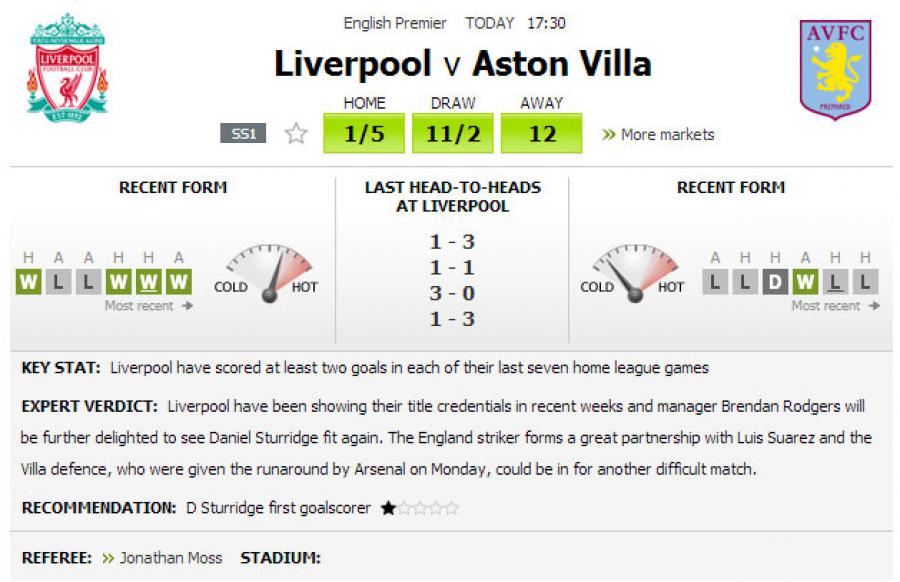 English Premier TODAY 17:30
Liverpool v Aston Villa
YOU'LL NEVER WALK ALONE
LIVERPOOL
FOOTBALL CLUB
EST·1892
AVFC
PREPARED
HOME DRAW AWAY
SS1 1/5 11/2 12 More markets
RECENT FORM
H A A H H A
W L L W W W
Most recent
COLD HOT
LAST HEAD-TO-HEADS
AT LIVERPOOL
1 - 3
1 - 1
3 - 0
1 - 3
RECENT FORM
COLD HOT
A H H A H H
L L D W L L
Most recent
KEY STAT: Liverpool have scored at least two goals in each of their last seven home league games
EXPERT VERDICT: Liverpool have been showing their title credentials in recent weeks and manager Brendan Rodgers will
be further delighted to see Daniel Sturridge fit again. The England striker forms a great partnership with Luis Suarez and the
Villa defence, who were given the runaround by Arsenal on Monday, could be in for another difficult match.
RECOMMENDATION: D Sturridge first goalscorer
REFEREE: Jonathan Moss STADIUM: